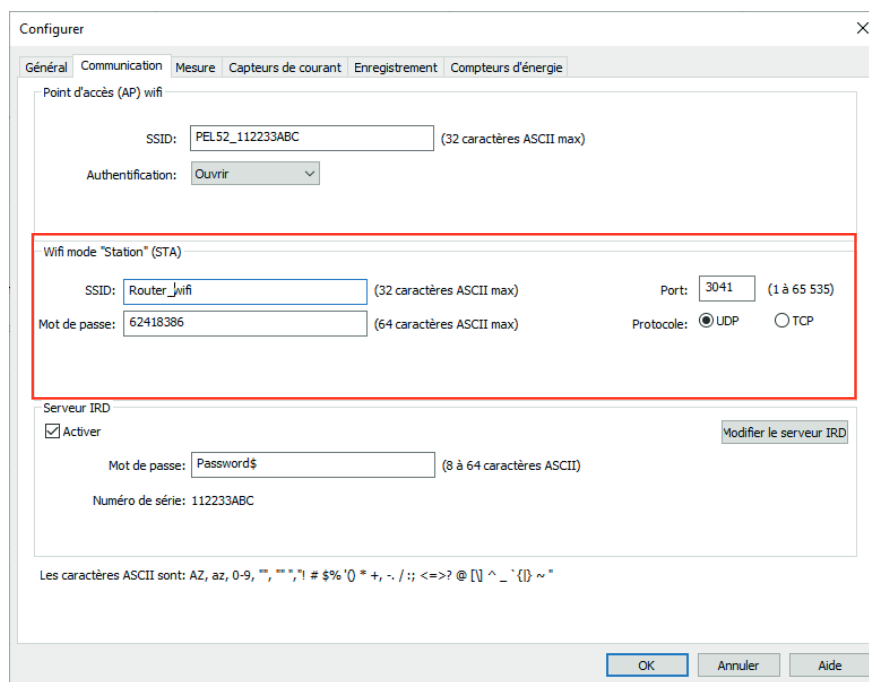 Configurer
Général Communication Mesure Capteurs de courant Enregistrement Compteurs d'énergie
Point d'accès (AP) wifi
SSID: PEL52_112233ABC (32 caractères ASCII max)
Authentification: Ouvrir
Wifi mode "Station" (STA)
SSID: Router_wifi (32 caractères ASCII max) Port: 3041 (1 à 65 535)
Mot de passe: 62418386 (64 caractères ASCII max) Protocole: UDP TCP
Serveur IRD
Activer Modifier le serveur IRD
Mot de passe: Password$ (8 à 64 caractères ASCII)
Numéro de série: 112233ABC
Les caractères ASCII sont: AZ, az, 0-9, "", "" ","! # $% '() * +, -. / :; <=>? @ [\] ^ _ `{|} ~ "
OK Annuler Aide